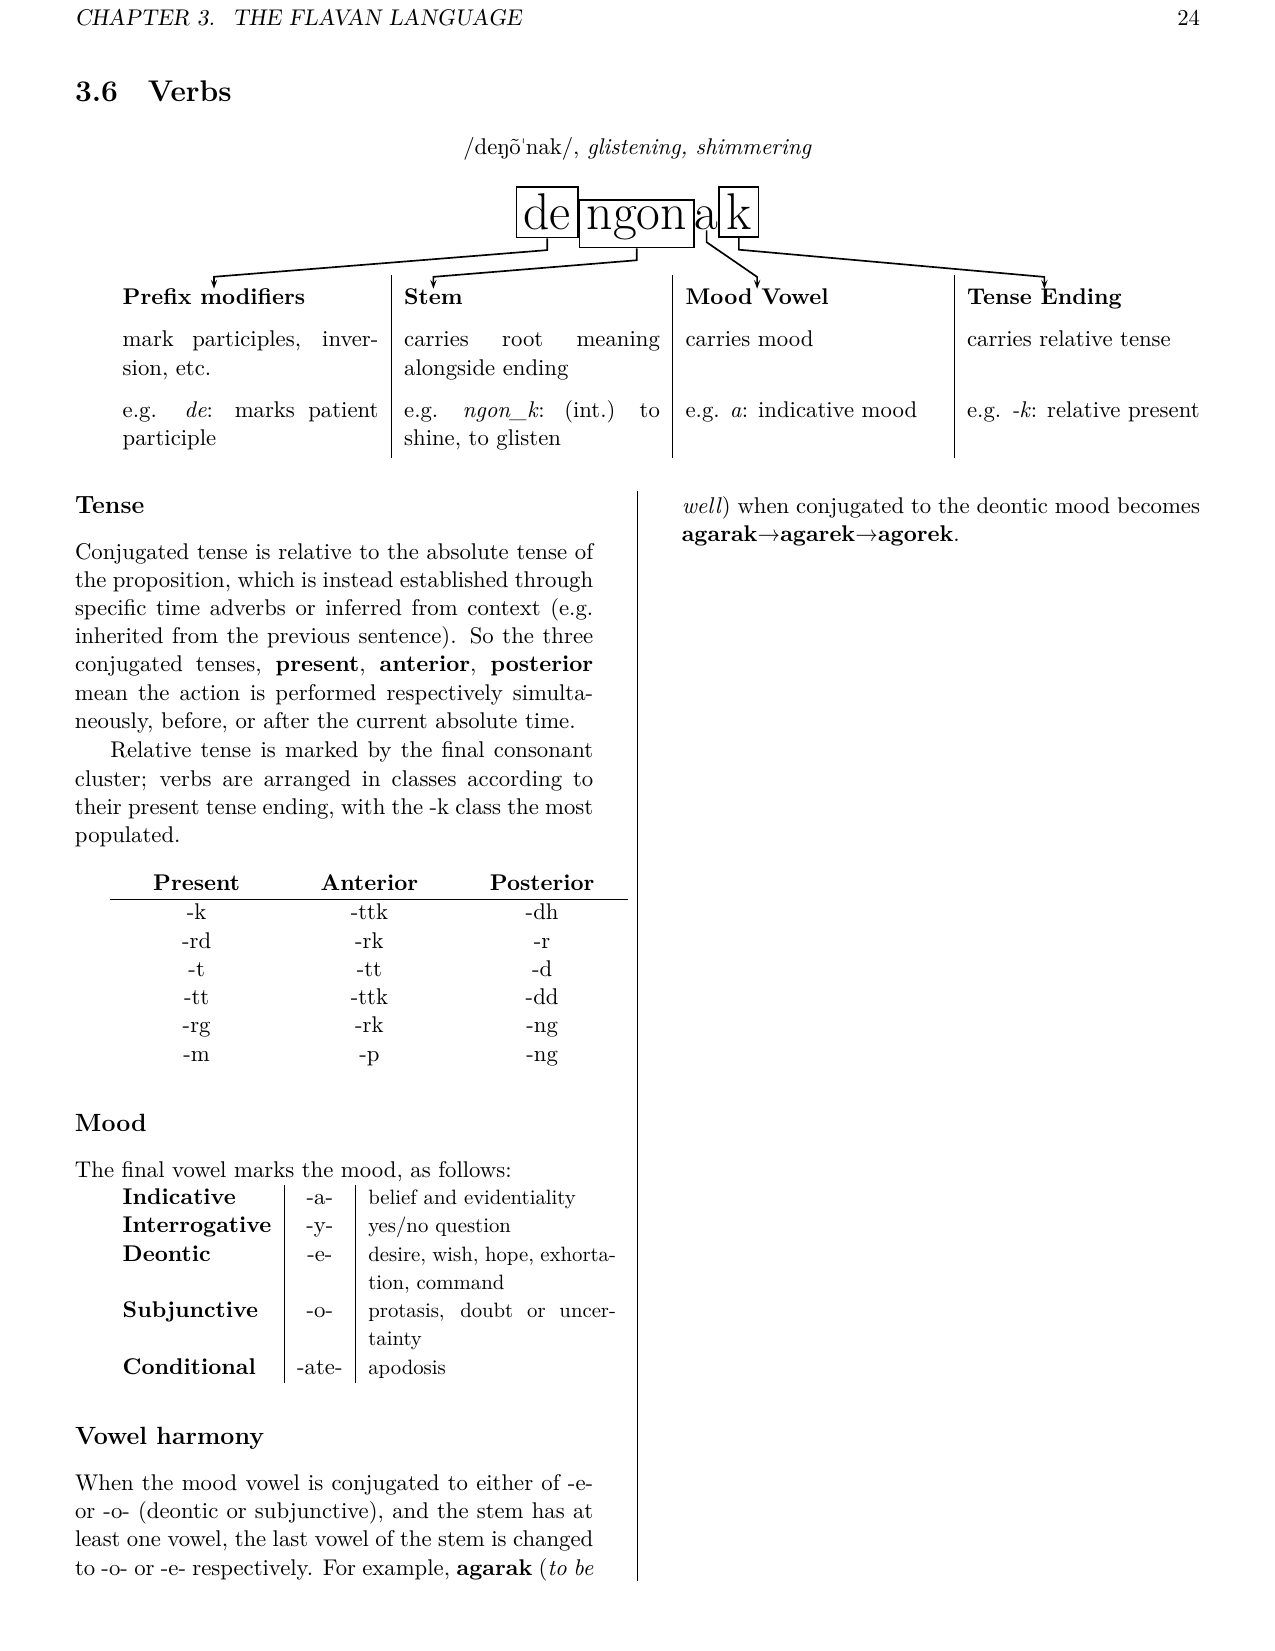 CHAPTER 3. THE FLAVAN LANGUAGE 24
3.6 Verbs
/deŋõˈnak/, glistening, shimmering
dengonak
Prefix modifiers
mark participles, inver-
sion, etc.
e.g. de: marks patient
participle
Stem
carries root meaning
alongside ending
e.g. ngon_k: (int.) to
shine, to glisten
Mood Vowel
carries mood
e.g. a: indicative mood
Tense Ending
carries relative tense
e.g. -k: relative present
Tense
Conjugated tense is relative to the absolute tense of
the proposition, which is instead established through
specific time adverbs or inferred from context (e.g.
inherited from the previous sentence). So the three
conjugated tenses, present, anterior, posterior
mean the action is performed respectively simulta-
neously, before, or after the current absolute time.
Relative tense is marked by the final consonant
cluster; verbs are arranged in classes according to
their present tense ending, with the -k class the most
populated.
Present Anterior Posterior
-k -ttk -dh
-rd -rk -r
-t -tt -d
-tt -ttk -dd
-rg -rk -ng
-m -p -ng
Mood
The final vowel marks the mood, as follows:
Indicative -a- belief and evidentiality
Interrogative -y- yes/no question
Deontic -e- desire, wish, hope, exhorta-
tion, command
Subjunctive -o- protasis, doubt or uncer-
tainty
Conditional -ate- apodosis
Vowel harmony
When the mood vowel is conjugated to either of -e-
or -o- (deontic or subjunctive), and the stem has at
least one vowel, the last vowel of the stem is changed
to -o- or -e- respectively. For example, agarak (to be
well) when conjugated to the deontic mood becomes
agarak→agarek→agorek.